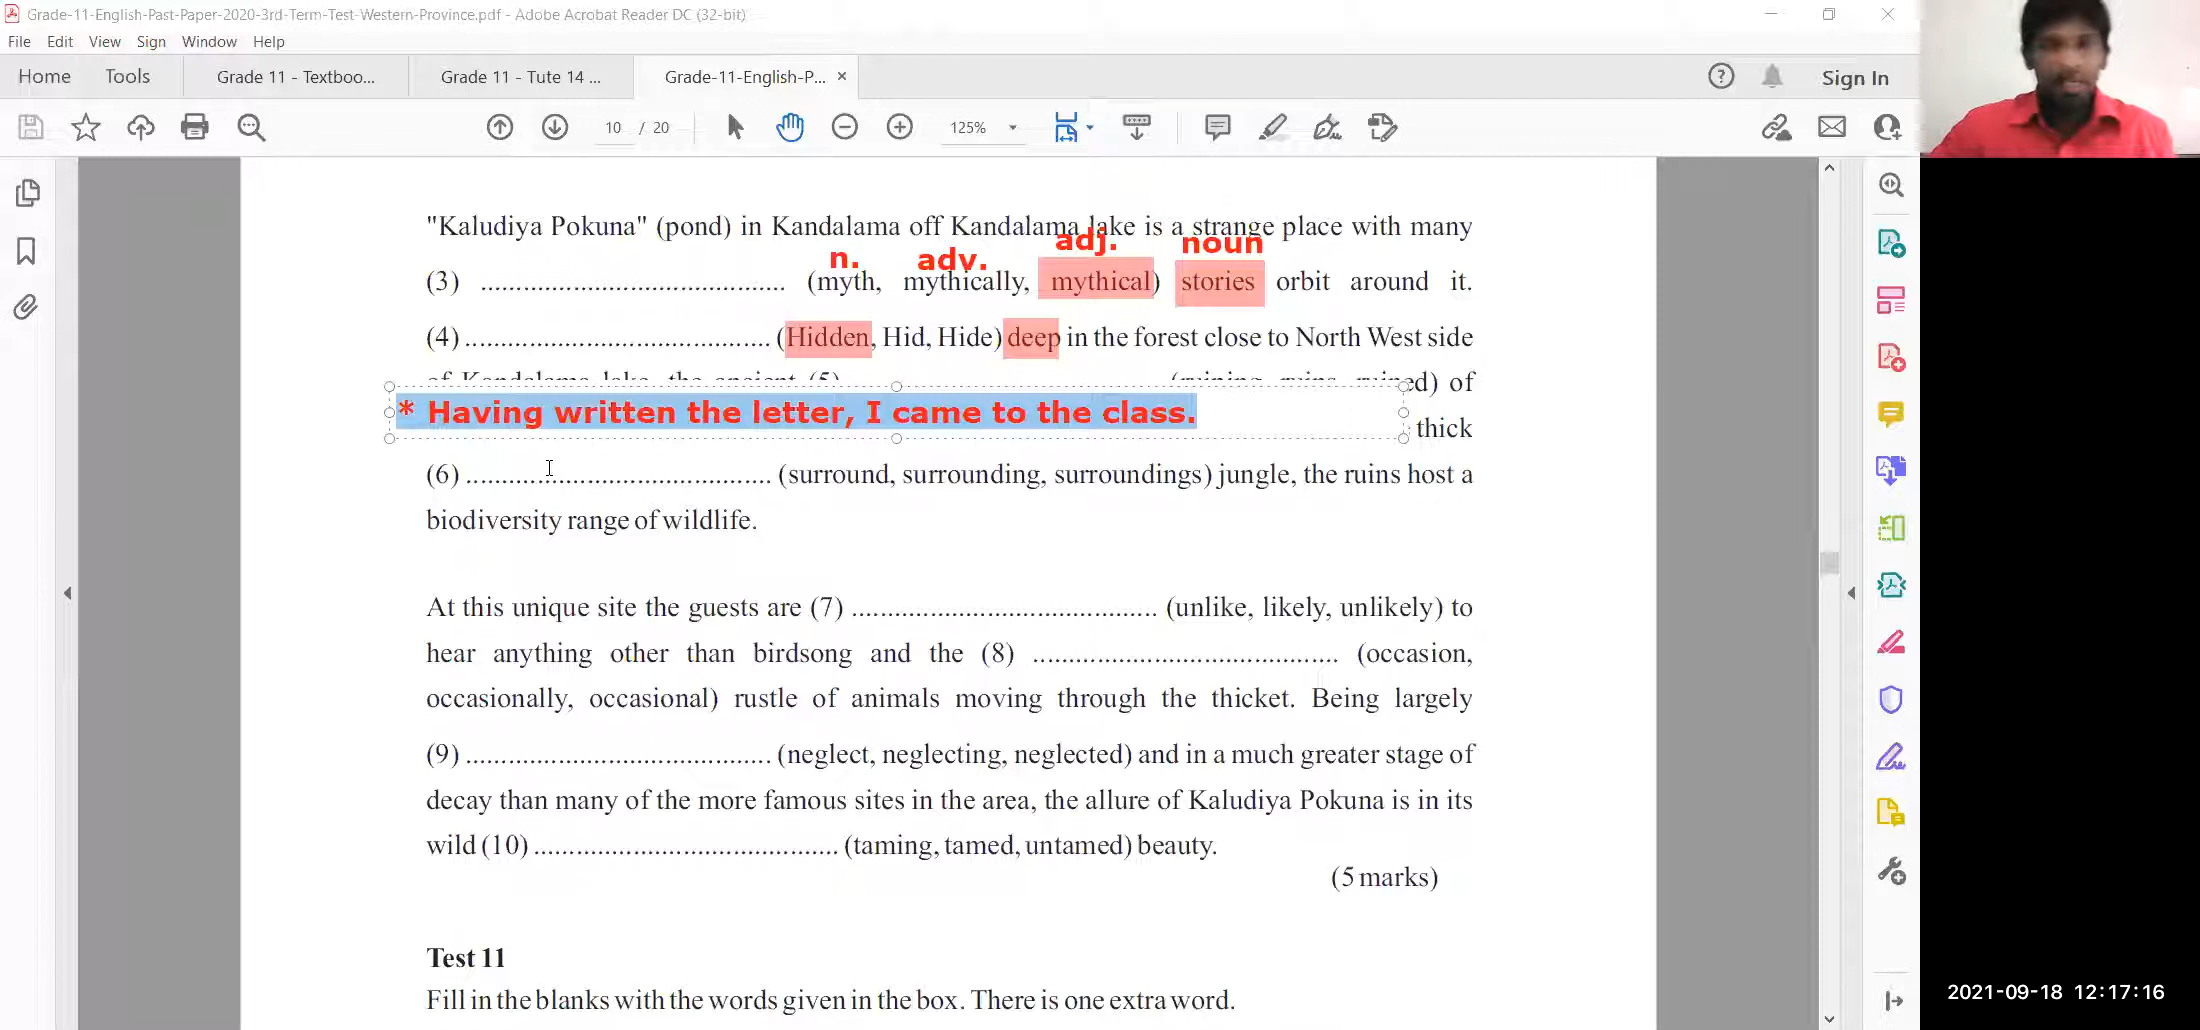 Grade-11-English-Past-Paper-2020-3rd-Term-Test-Western-Province.pdf - Adobe Acrobat Reader DC (32-bit)
File Edit View Sign Window Help
Home Tools Grade 11 - Textboo... Grade 11 - Tute 14 ... Grade-11-English-P... × Sign In
10 / 20 125%
"Kaludiya Pokuna" (pond) in Kandalama off Kandalama lake is a strange place with many
n. adv. adj. noun
(3) .......................................... (myth, mythically, mythical) stories orbit around it.
(4) .......................................... (Hidden, Hid, Hide) deep in the forest close to North West side
of Kandalama lake, the ancient (5) (ruining, ruins, ruined) of
* Having written the letter, I came to the class.
thick
(6) .......................................... (surround, surrounding, surroundings) jungle, the ruins host a
biodiversity range of wildlife.
At this unique site the guests are (7) .......................................... (unlike, likely, unlikely) to
hear anything other than birdsong and the (8) .......................................... (occasion,
occasionally, occasional) rustle of animals moving through the thicket. Being largely
(9) .......................................... (neglect, neglecting, neglected) and in a much greater stage of
decay than many of the more famous sites in the area, the allure of Kaludiya Pokuna is in its
wild (10) .......................................... (taming, tamed, untamed) beauty.
(5 marks)
Test 11
Fill in the blanks with the words given in the box. There is one extra word.
2021-09-18 12:17:16